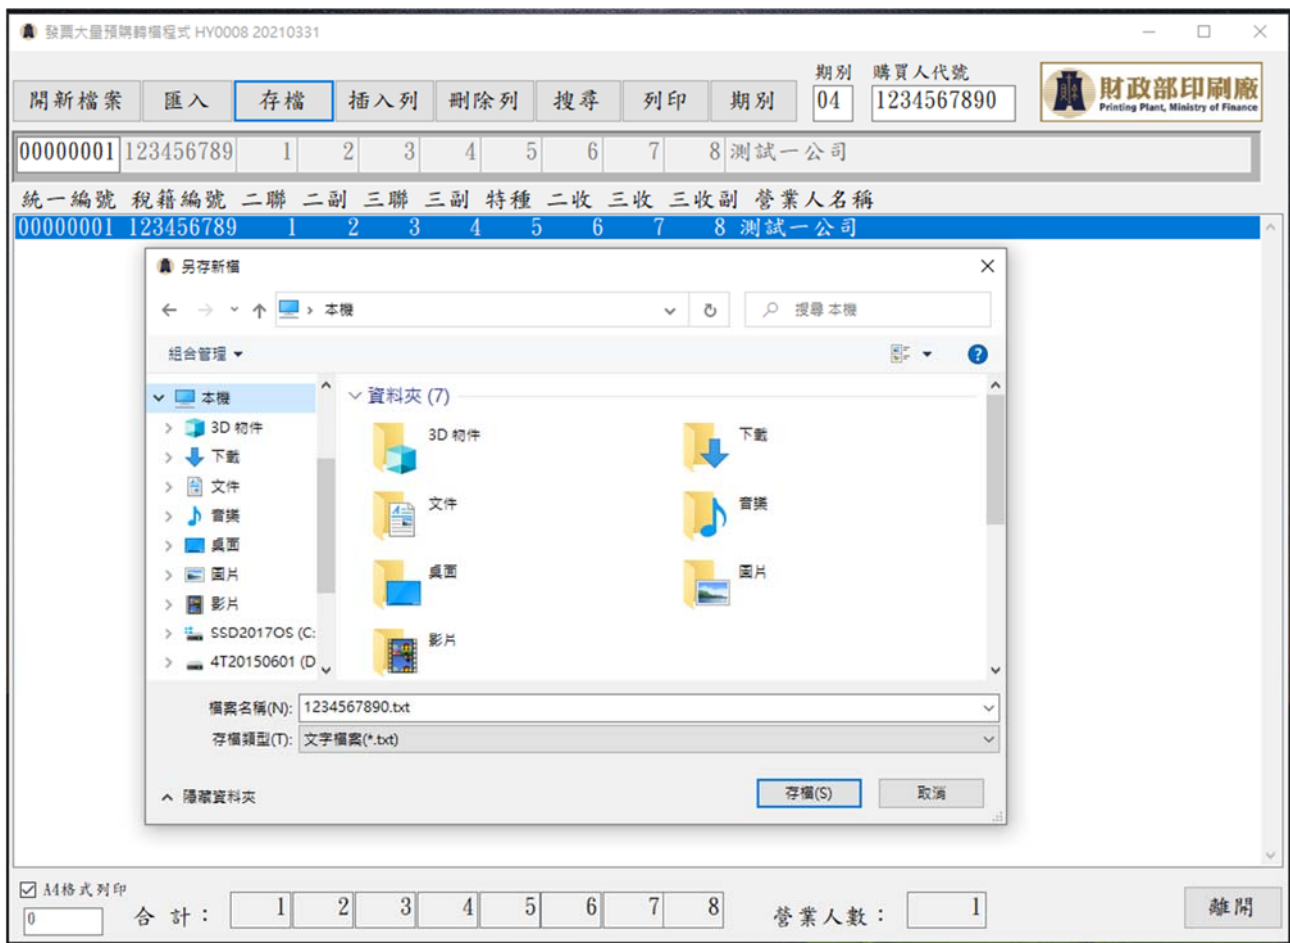 發票大量預購轉檔程式 HY0008 20210331
期別 購買人代號
開新檔案 匯入 存檔 插入列 刪除列 搜尋 列印 期別 04 1234567890
財政部印刷廠
Printing Plant, Ministry of Finance
00000001 123456789 1 2 3 4 5 6 7 8 測試一公司
統一編號 稅籍編號 二聯 二副 三聯 三副 特種 二收 三收 三收副 營業人名稱
00000001 123456789 1 2 3 4 5 6 7 8 測試一公司
另存新檔
本機
搜尋 本機
組合管理
本機
3D 物件
下載
文件
音樂
桌面
圖片
影片
SSD2017OS (C:
4T20150601 (D
資料夾 (7)
3D 物件
下載
文件
音樂
桌面
圖片
影片
檔案名稱(N): 1234567890.txt
存檔類型(T): 文字檔案(*.txt)
隱藏資料夾
存檔(S)
取消
A4格式列印
0
合 計： 1 2 3 4 5 6 7 8
營業人數： 1
離開